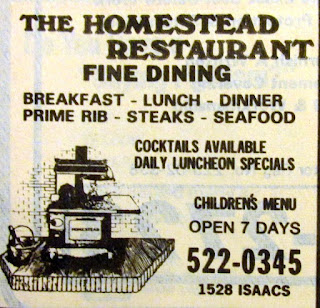 THE HOMESTEAD
RESTAURANT
FINE DINING
BREAKFAST - LUNCH - DINNER
PRIME RIB - STEAKS - SEAFOOD
COCKTAILS AVAILABLE
DAILY LUNCHEON SPECIALS
HOMESTEAD
CHILDREN'S MENU
OPEN 7 DAYS
522-0345
1528 ISAACS